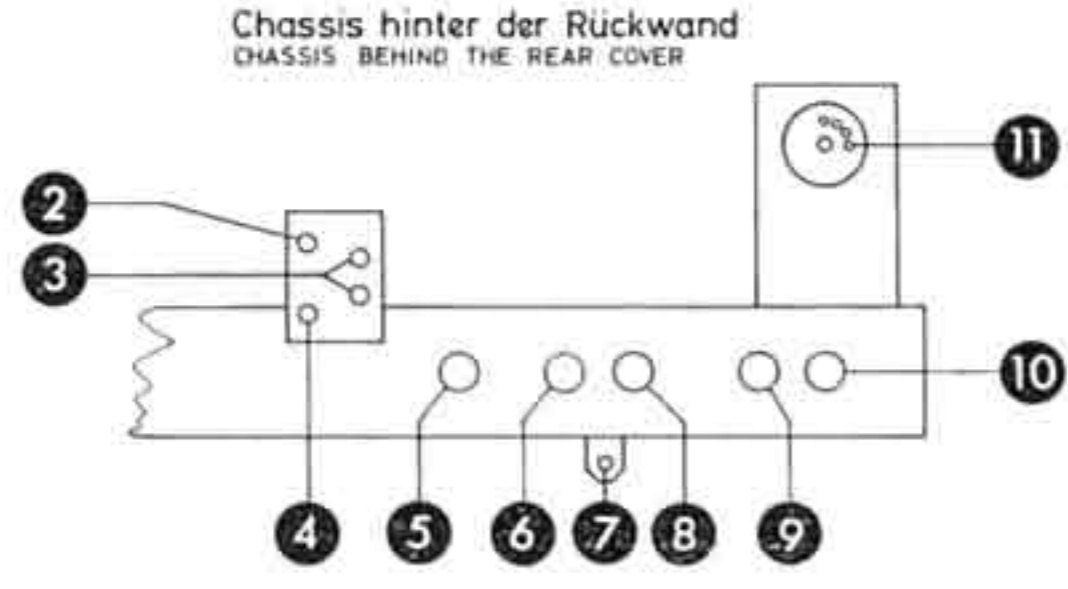 Chassis hinter der Rückwand
CHASSIS BEHIND THE REAR COVER
11
2
3
10
4 5 6 7 8 9